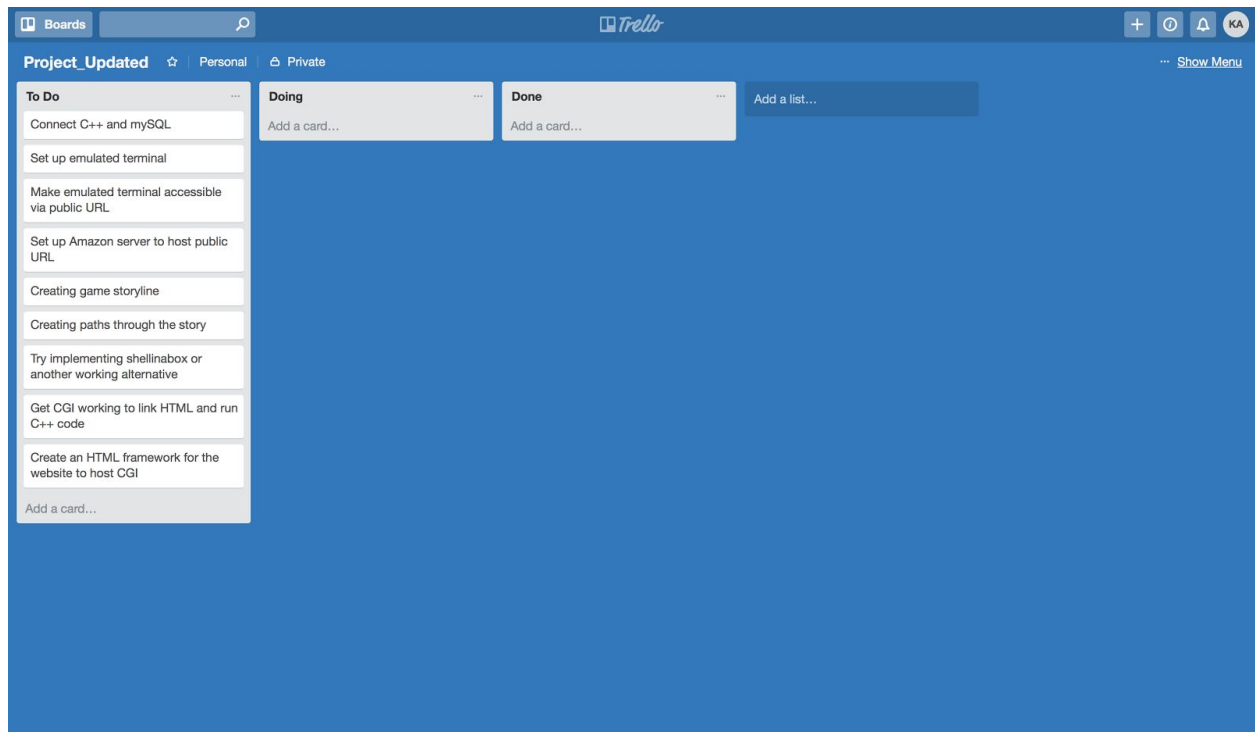 Boards
Trello
KA
Project_Updated
Personal
Private
... Show Menu
To Do
...
Connect C++ and mySQL
Set up emulated terminal
Make emulated terminal accessible
via public URL
Set up Amazon server to host public
URL
Creating game storyline
Creating paths through the story
Try implementing shellinabox or
another working alternative
Get CGI working to link HTML and run
C++ code
Create an HTML framework for the
website to host CGI
Add a card...
Doing
...
Add a card...
Done
...
Add a card...
Add a list...